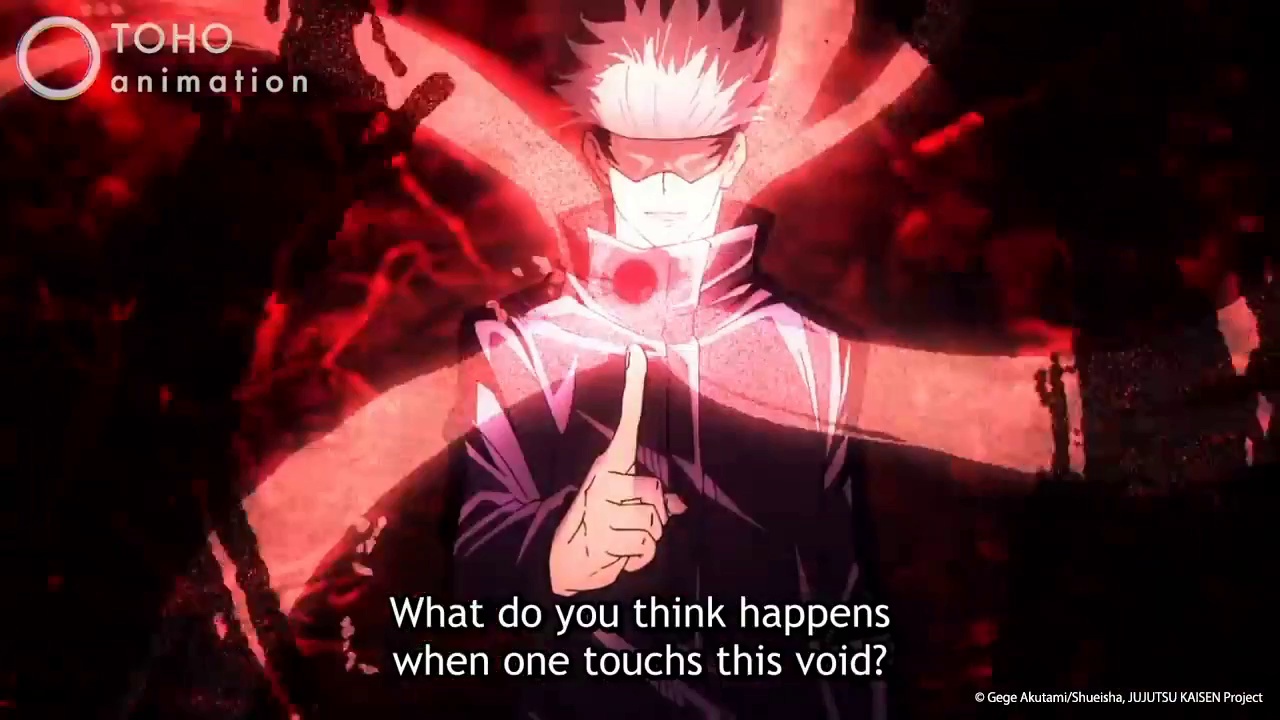 TOHO
animation
What do you think happens
when one touchs this void?
© Gege Akutami/Shueisha, JUJUTSU KAISEN Project